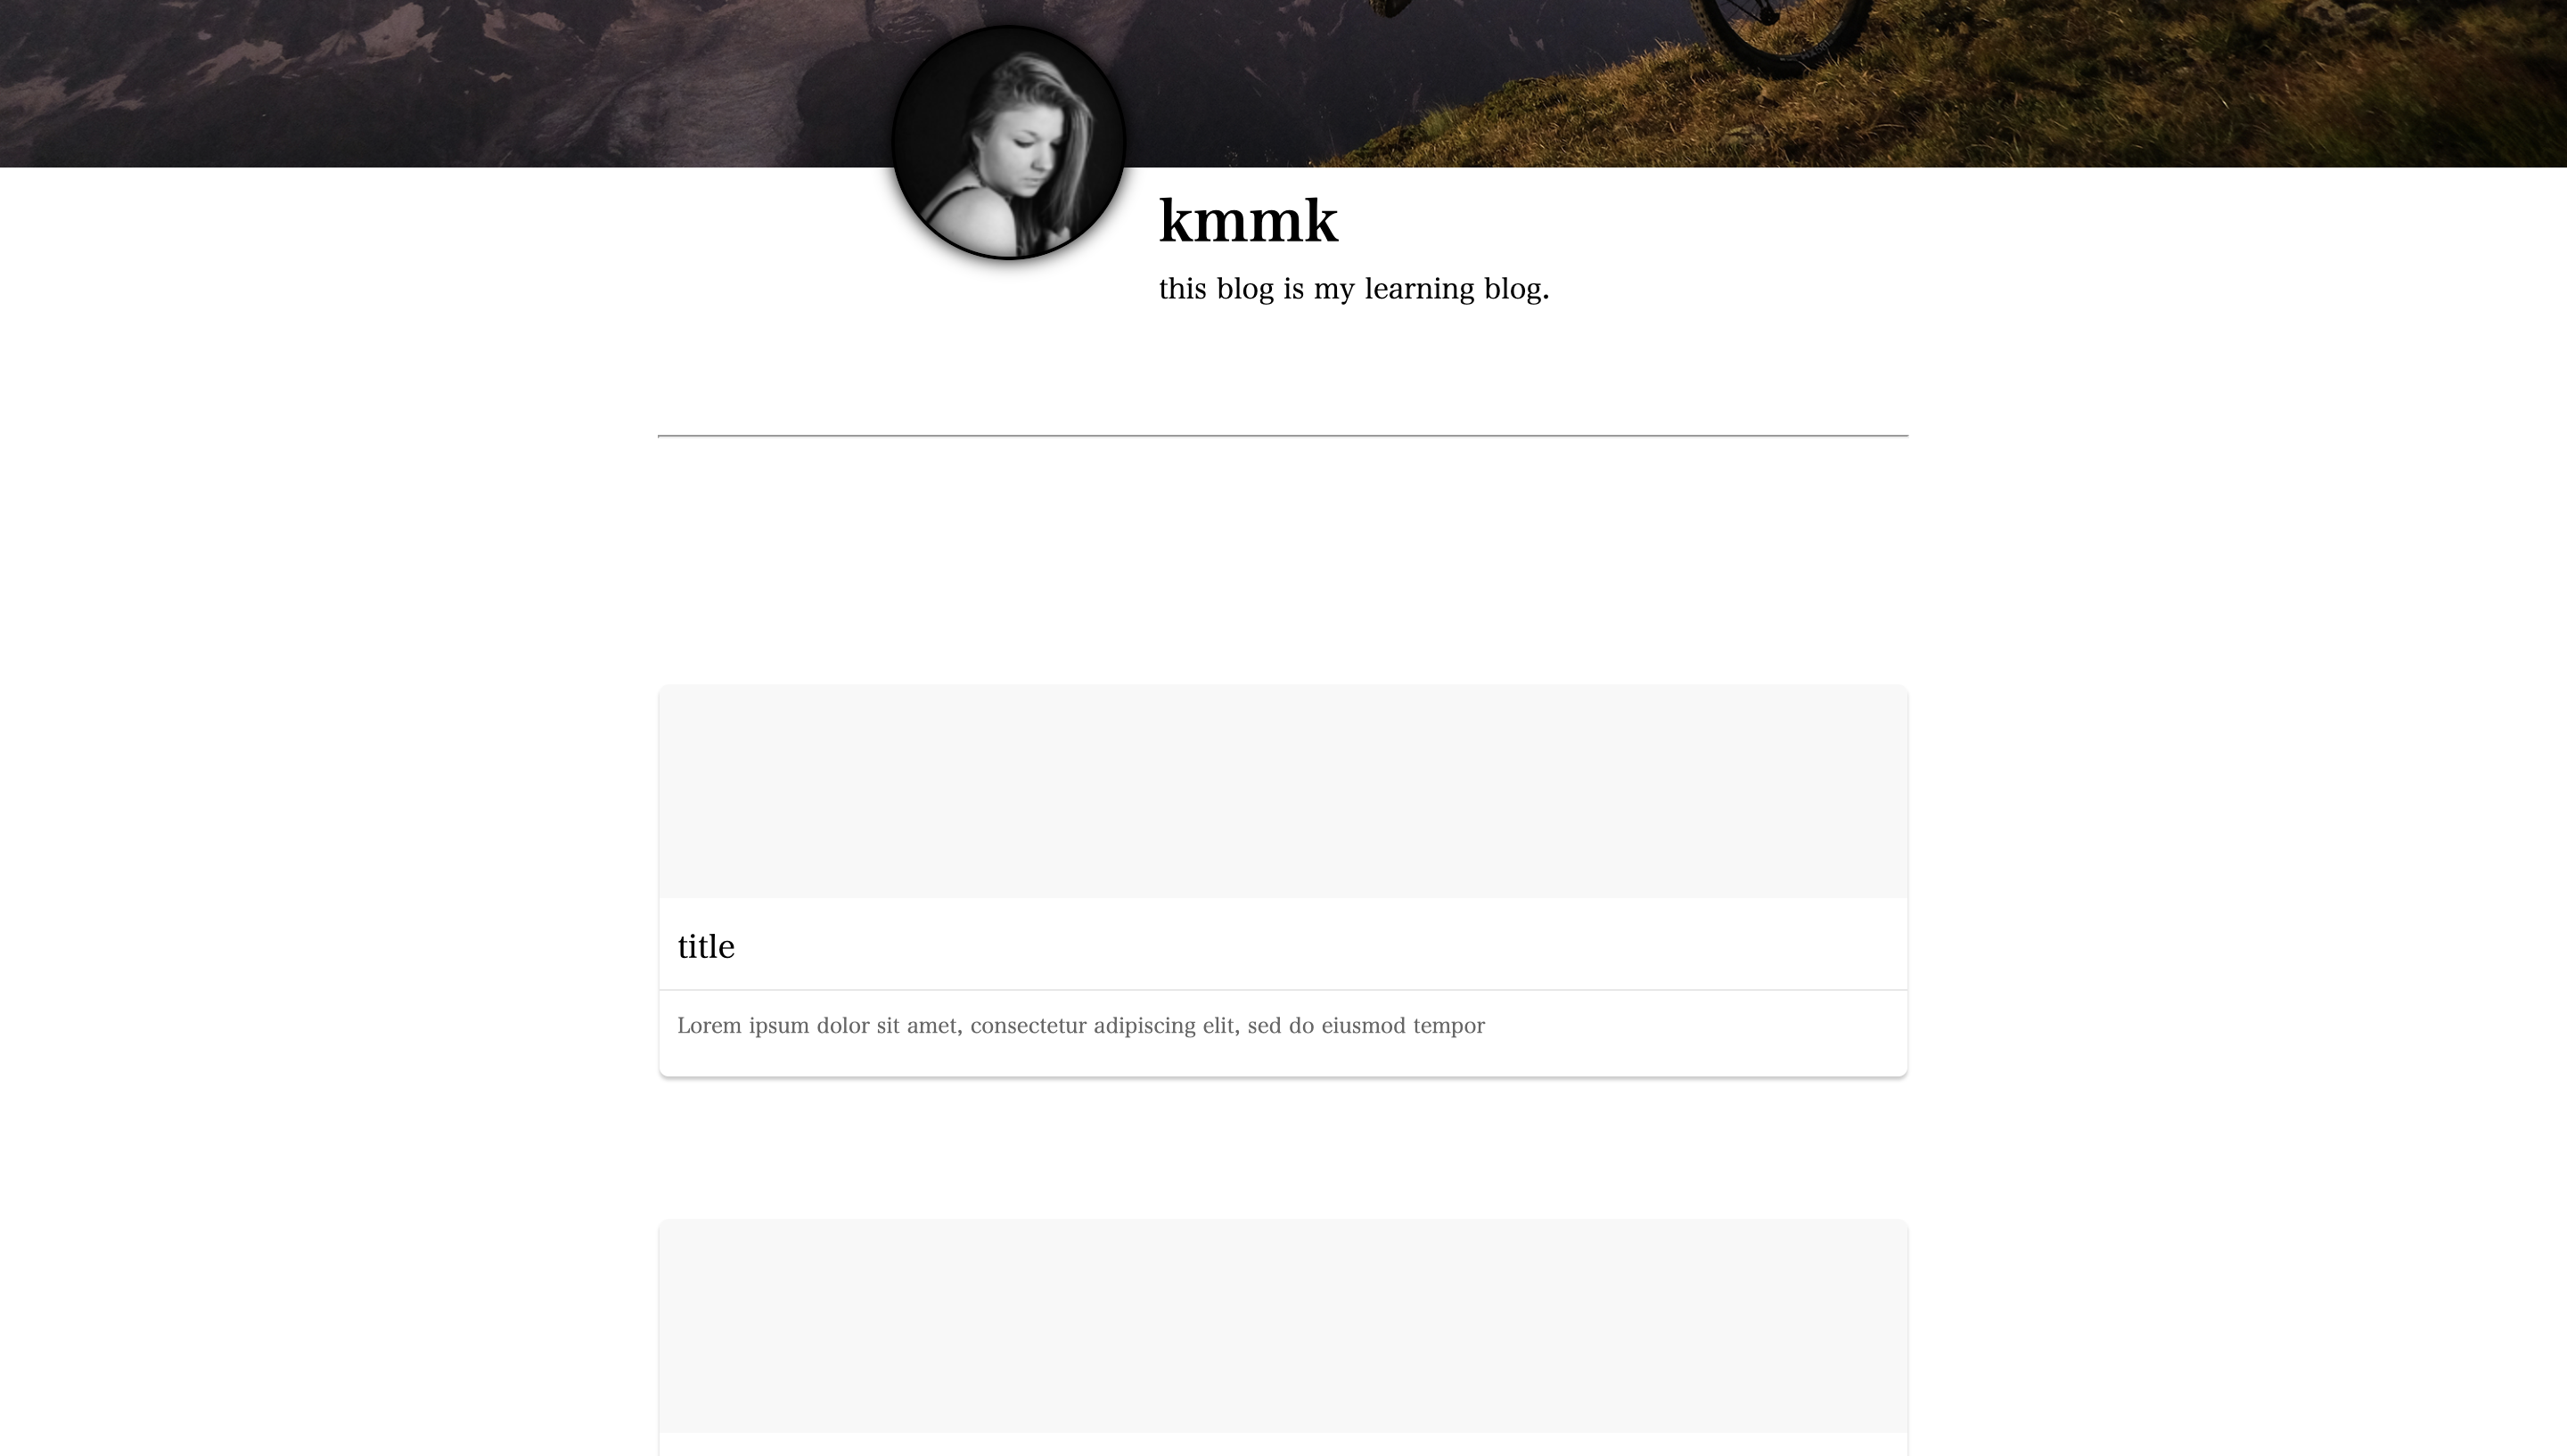 kmmk
this blog is my learning blog.
title
Lorem ipsum dolor sit amet, consectetur adipiscing elit, sed do eiusmod tempor